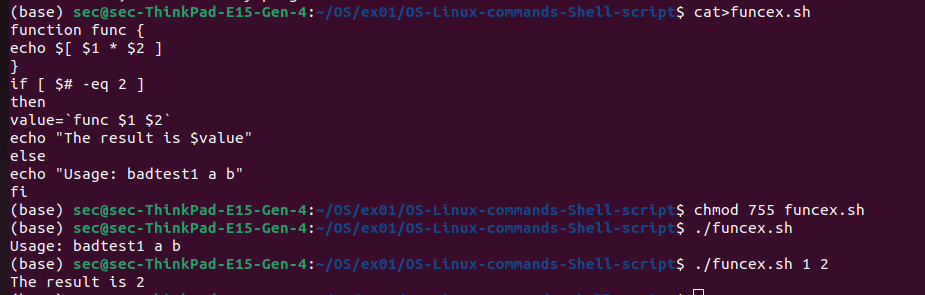 (base) sec@sec-ThinkPad-E15-Gen-4:~/OS/ex01/OS-Linux-commands-Shell-script$ cat>funcex.sh
function func {
echo $[ $1 * $2 ]
}
if [ $# -eq 2 ]
then
value=`func $1 $2`
echo "The result is $value"
else
echo "Usage: badtest1 a b"
fi
(base) sec@sec-ThinkPad-E15-Gen-4:~/OS/ex01/OS-Linux-commands-Shell-script$ chmod 755 funcex.sh
(base) sec@sec-ThinkPad-E15-Gen-4:~/OS/ex01/OS-Linux-commands-Shell-script$ ./funcex.sh
Usage: badtest1 a b
(base) sec@sec-ThinkPad-E15-Gen-4:~/OS/ex01/OS-Linux-commands-Shell-script$ ./funcex.sh 1 2
The result is 2